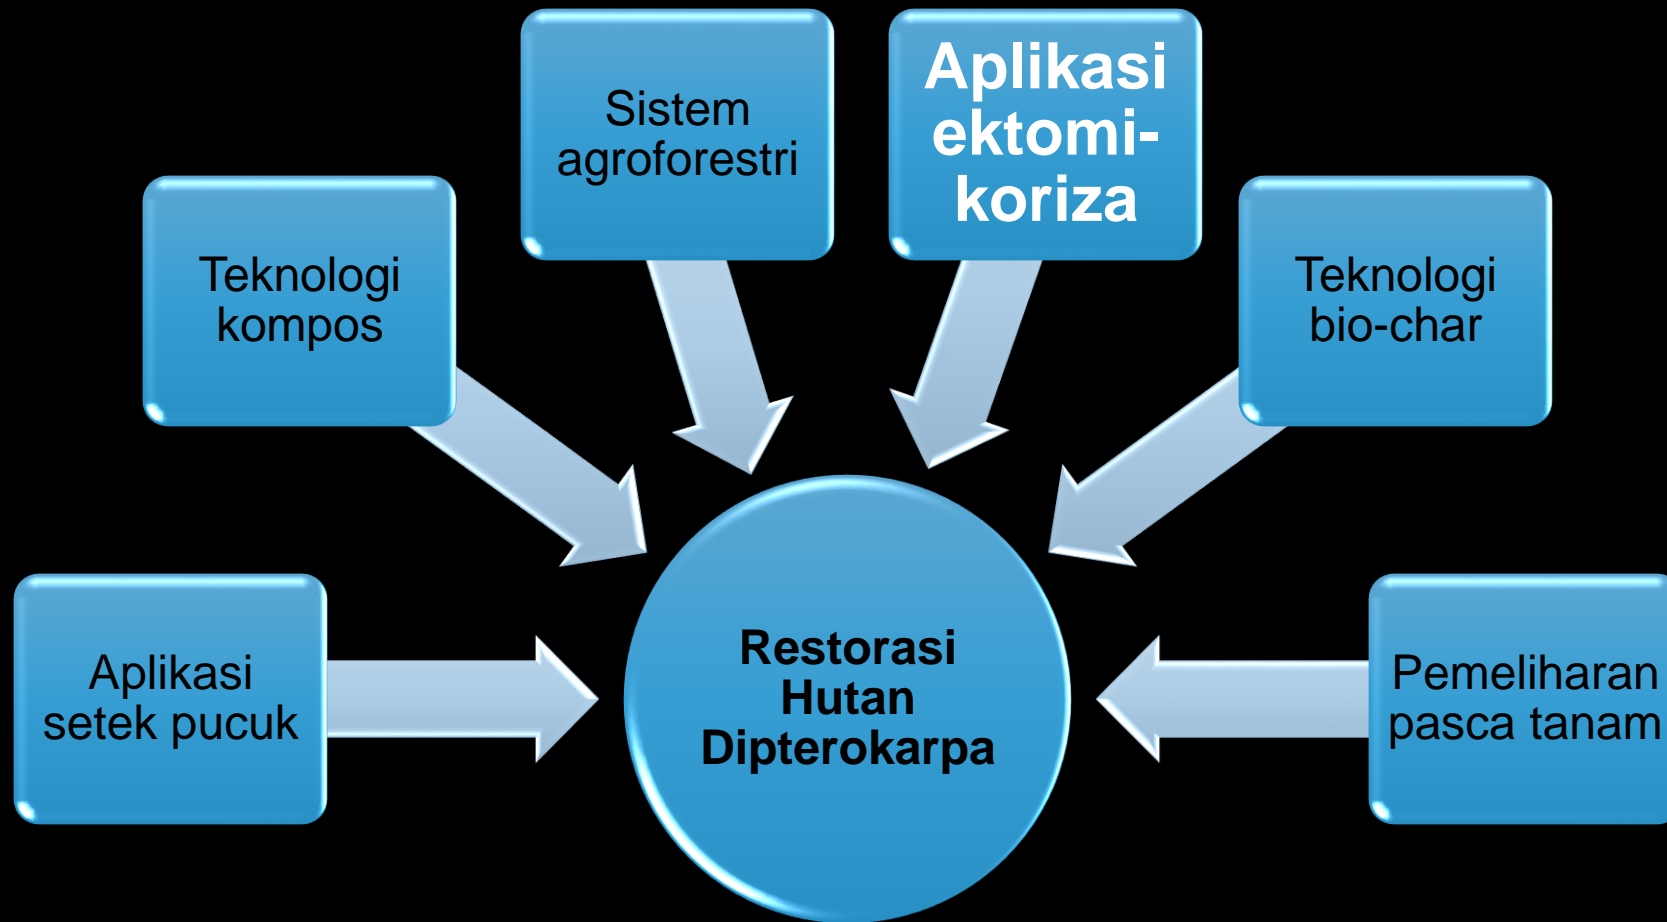 Sistem
agroforestri
Aplikasi
ektomi-
koriza
Teknologi
kompos
Teknologi
bio-char
Aplikasi
setek pucuk
Restorasi
Hutan
Dipterokarpa
Pemeliharan
pasca tanam